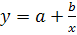 y = a + b/x